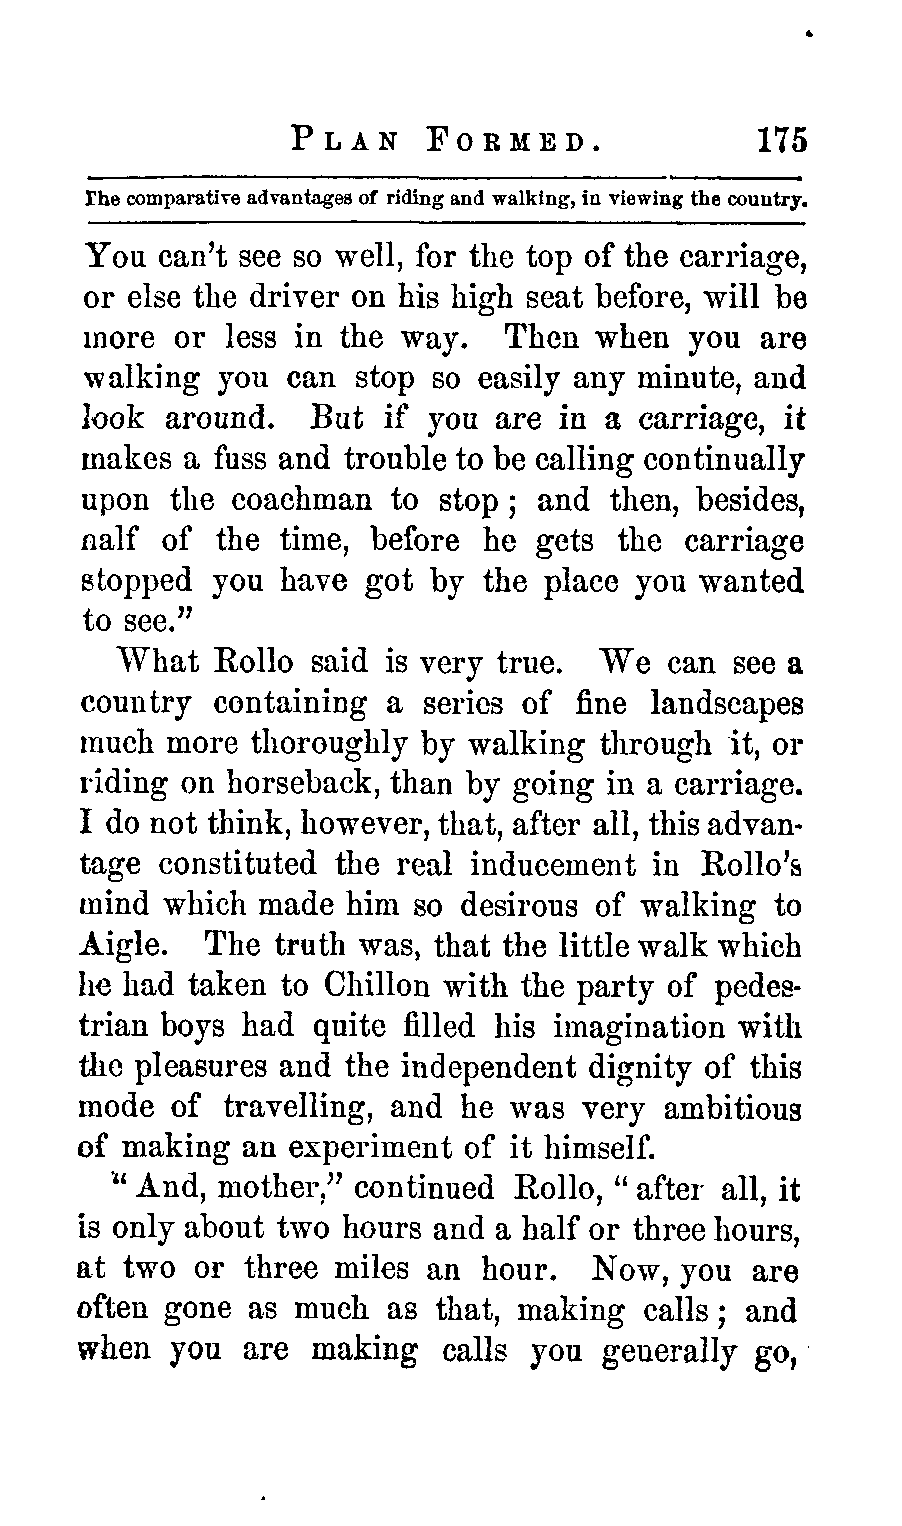 PLAN FORMED. 175
The comparative advantages of riding and walking, in viewing the country.
You can't see so well, for the top of the carriage,
or else the driver on his high seat before, will be
more or less in the way. Then when you are
walking you can stop so easily any minute, and
look around. But if you are in a carriage, it
makes a fuss and trouble to be calling continually
upon the coachman to stop; and then, besides,
half of the time, before he gets the carriage
stopped you have got by the place you wanted
to see."
What Rollo said is very true. We can see a
country containing a series of fine landscapes
much more thoroughly by walking through it, or
riding on horseback, than by going in a carriage.
I do not think, however, that, after all, this advan-
tage constituted the real inducement in Rollo's
mind which made him so desirous of walking to
Aigle. The truth was, that the little walk which
he had taken to Chillon with the party of pedes-
trian boys had quite filled his imagination with
the pleasures and the independent dignity of this
mode of travelling, and he was very ambitious
of making an experiment of it himself.
"And, mother," continued Rollo, "after all, it
is only about two hours and a half or three hours,
at two or three miles an hour. Now, you are
often gone as much as that, making calls; and
when you are making calls you generally go,